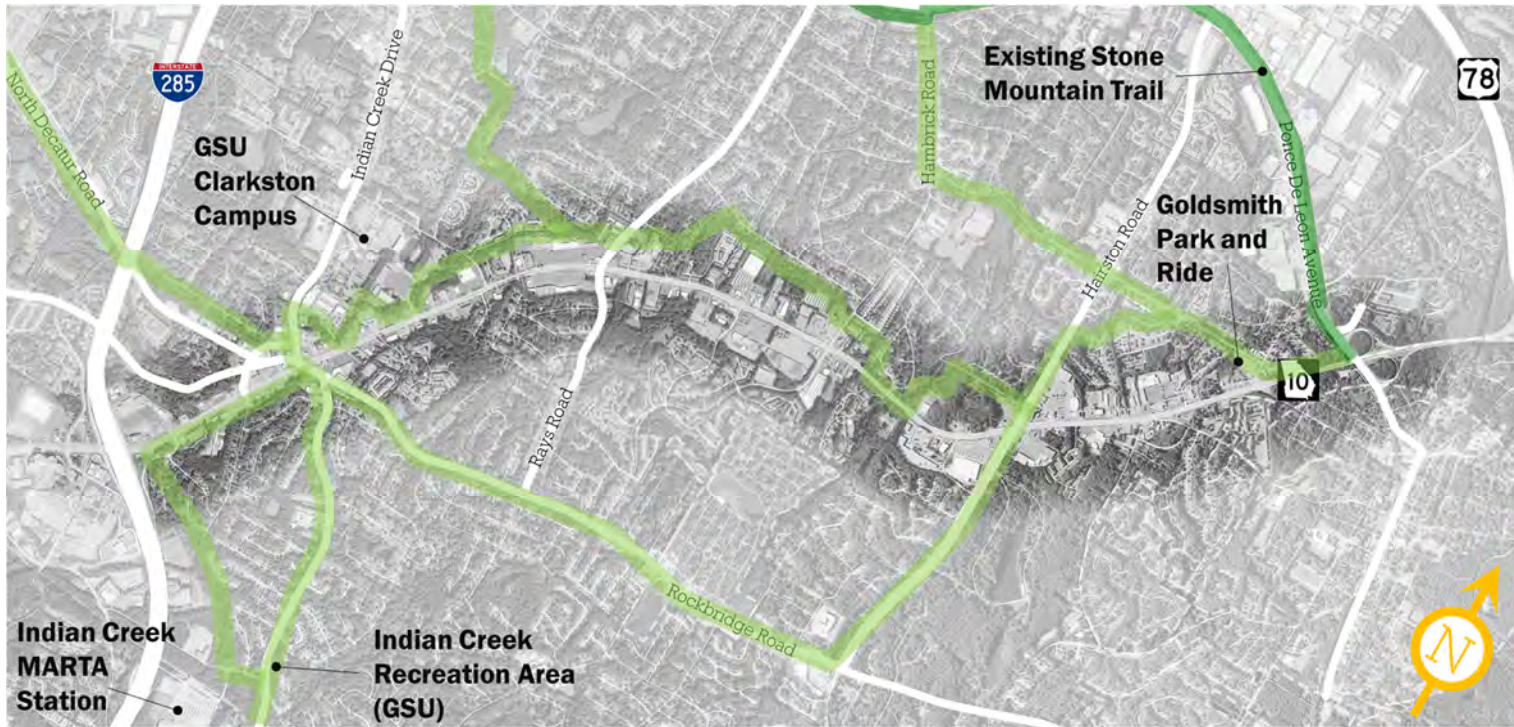 INTERSTATE
285
North Decatur Road
Indian Creek Drive
GSU
Clarkston
Campus
Hambrick Road
Existing Stone
Mountain Trail
78
Ponce De Leon Avenue
Hairston Road
Goldsmith
Park and
Ride
10
Rays Road
Rockbridge Road
Indian Creek
MARTA
Station
Indian Creek
Recreation Area
(GSU)
N